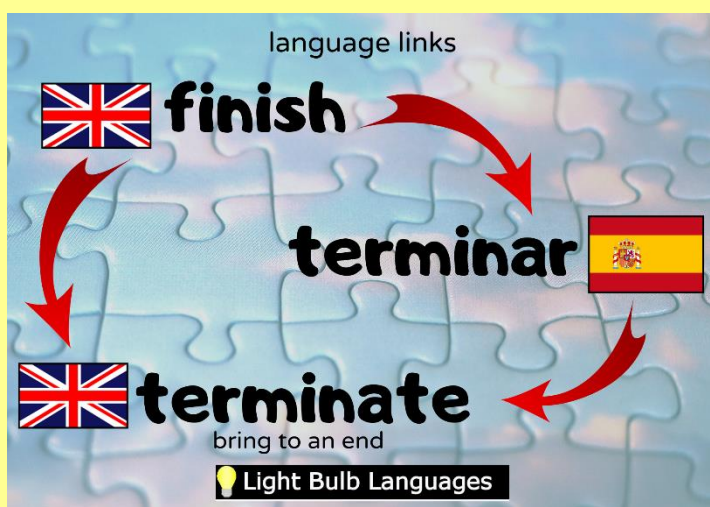 language links
finish
terminar
terminate
bring to an end
Light Bulb Languages